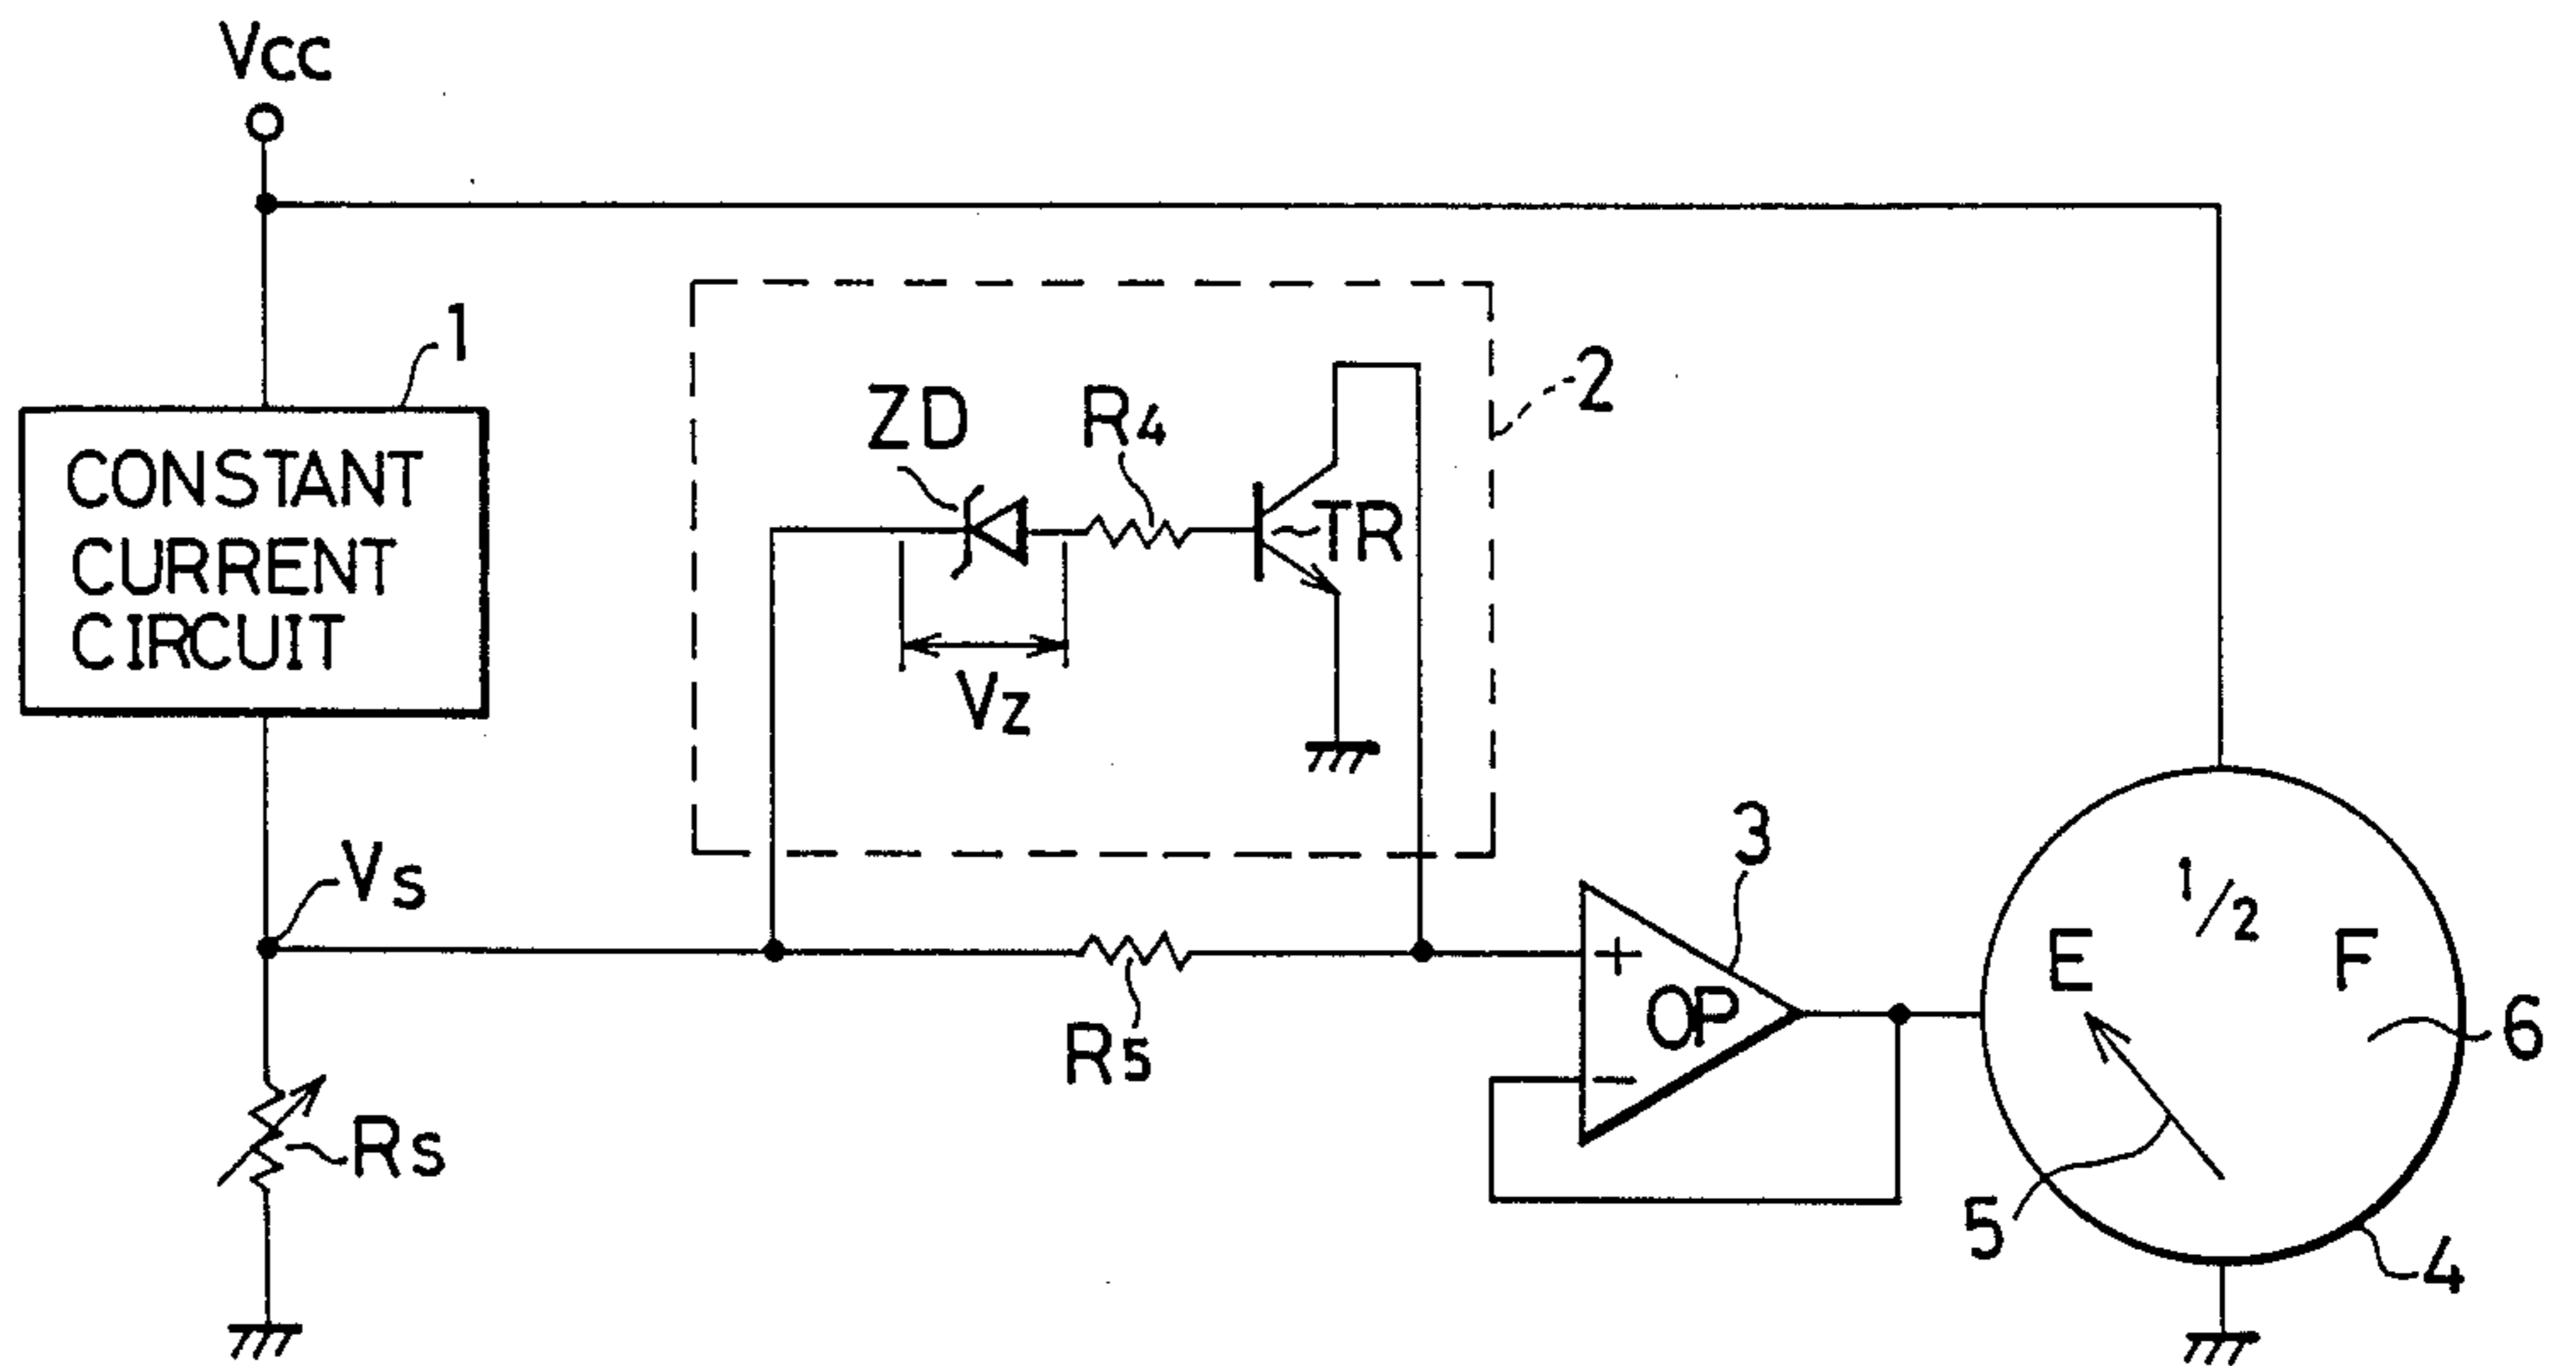 Vcc
1
CONSTANT
CURRENT
CIRCUIT
ZD
R4
TR
2
Vz
Vs
R5
3
+
OP
−
1/2
E
F
6
5
4
Rs